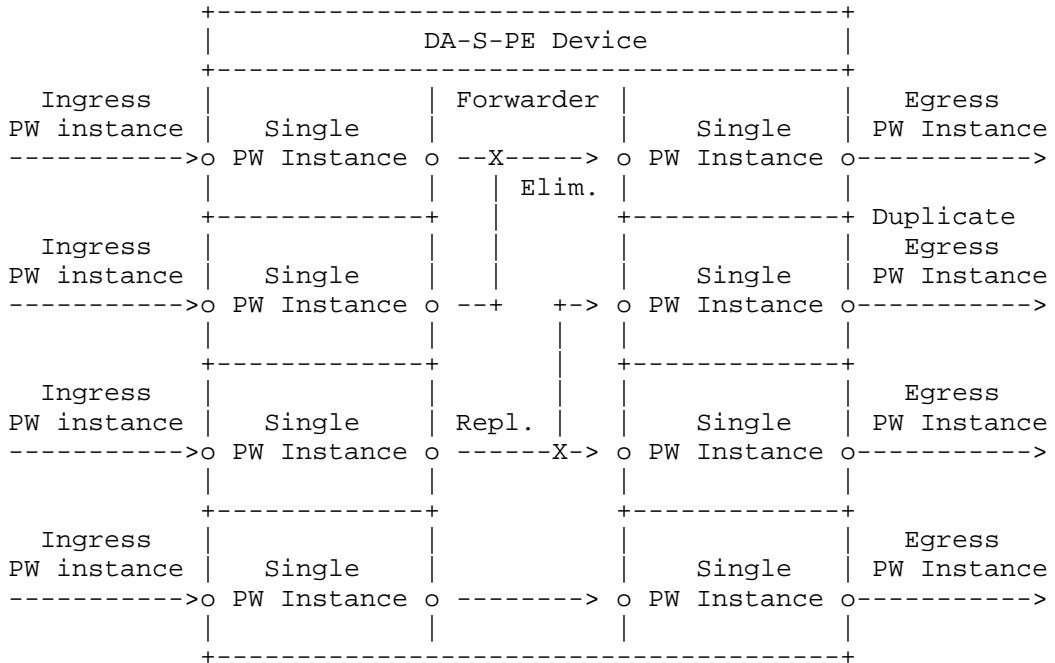 DA-S-PE Device
Ingress Forwarder Egress
PW instance Single Single PW Instance
PW Instance PW Instance
Elim.
Duplicate
Ingress Egress
PW instance Single Single PW Instance
PW Instance PW Instance
Ingress Egress
PW instance Single Repl. Single PW Instance
PW Instance PW Instance
Ingress Egress
PW instance Single Single PW Instance
PW Instance PW Instance